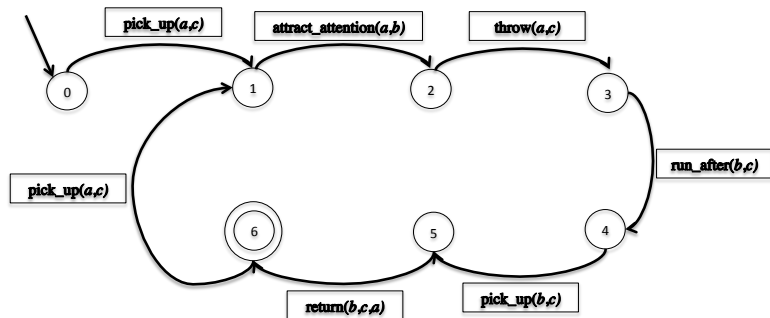 pick_up(a,c)
attract_attention(a,b)
throw(a,c)
0
1
2
3
run_after(b,c)
pick_up(a,c)
6
5
4
return(b,c,a)
pick_up(b,c)